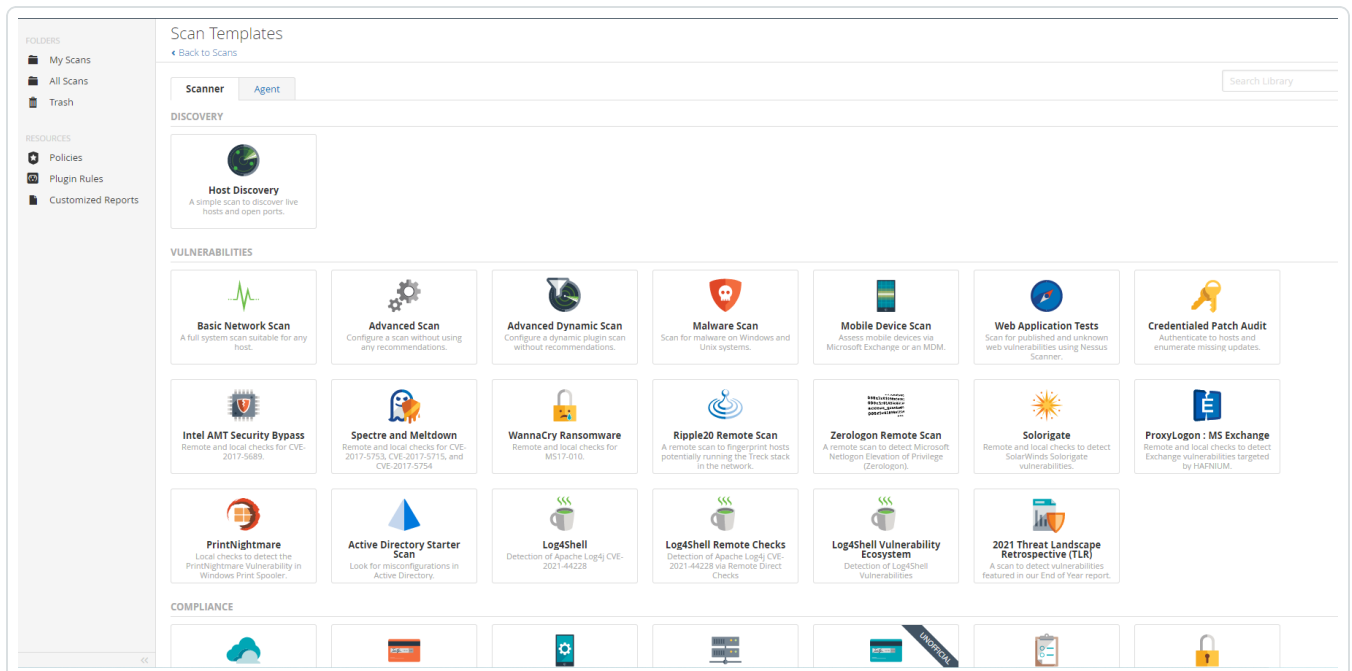 FOLDERS
My Scans
All Scans
Trash
RESOURCES
Policies
Plugin Rules
Customized Reports
Scan Templates
Back to Scans
Scanner
Agent
Search Library
DISCOVERY
Host Discovery
A simple scan to discover live
hosts and open ports.
VULNERABILITIES
Basic Network Scan
A full system scan suitable for any
host.
Advanced Scan
Configure a scan without using
any recommendations.
Advanced Dynamic Scan
Configure a dynamic plugin scan
without recommendations.
Malware Scan
Scan for malware on Windows and
Unix systems.
Mobile Device Scan
Assess mobile devices via
Microsoft Exchange or an MDM.
Web Application Tests
Scan for published and unknown
web vulnerabilities using Nessus
Scanner.
Credentialed Patch Audit
Authenticate to hosts and
enumerate missing updates.
Intel AMT Security Bypass
Remote and local checks for CVE-
2017-5689.
Spectre and Meltdown
Remote and local checks for CVE-
2017-5753, CVE-2017-5715, and
CVE-2017-5754
WannaCry Ransomware
Remote and local checks for
MS17-010.
Ripple20 Remote Scan
A remote scan to fingerprint hosts
potentially running the Treck stack
in the network.
Zerologon Remote Scan
A remote scan to detect Microsoft
Netlogon Elevation of Privilege
(Zerologon).
Solorigate
Remote and local checks to detect
SolarWinds Solorigate
vulnerabilities.
ProxyLogon : MS Exchange
Remote and local checks to detect
Exchange vulnerabilities targeted
by HAFNIUM.
PrintNightmare
Local checks to detect the
PrintNightmare Vulnerability in
Windows Print Spooler.
Active Directory Starter
Scan
Look for misconfigurations in
Active Directory.
Log4Shell
Detection of Apache Log4j CVE-
2021-44228
Log4Shell Remote Checks
Detection of Apache Log4j CVE-
2021-44228 via Remote Direct
Checks
Log4Shell Vulnerability
Ecosystem
Detection of Log4Shell
Vulnerabilities
2021 Threat Landscape
Retrospective (TLR)
A scan to detect vulnerabilities
featured in our End of Year report.
COMPLIANCE
UNOFFICIAL